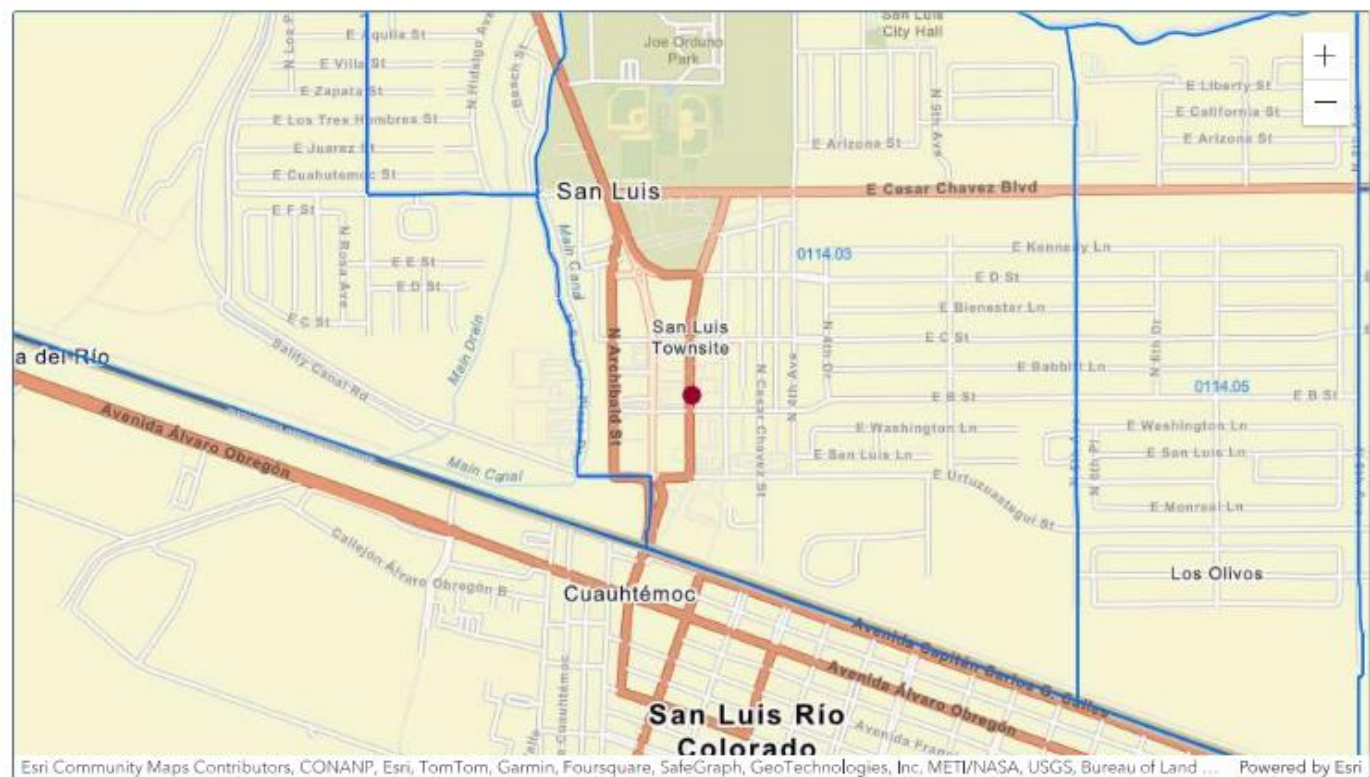 San Luis
City Hall
E Aquila St
Joe Orduno
Park
N Hidalgo Ave
E Villa St
E Zapata St
E Liberty St
E California St
N 5th Ave
E Los Tres Hombres St
E Arizona St
E Arizona St
E Juarez St
E Cuahutemoc St
San Luis
E Cesar Chavez Blvd
E F St
N Rosa Ave
Main Canal
E Kennedy Ln
0114.03
E E St
E D St
E D St
E Bienestar Ln
E C St
San Luis
Townsite
N 4th Dr
E C St
N 6th Dr
a del Río
Sality Canal Rd
Main Drain
N Archibald St
N 4th Ave
E Babbitt Ln
0114.05
N Cesar Chavez St
E B St
E B St
Avenida Álvaro Obregón
E Washington Ln
E Washington Ln
E San Luis Ln
E San Luis Ln
Main Canal
E Urtuzuastegui St
N 6th Pl
E Monreal Ln
Callejón Álvaro Obregón B
Los Olivos
Cuauhtémoc
Avenida Capitán Carlos G. Calles
Avenida Álvaro Obregón
San Luis Río
Colorado
Esri Community Maps Contributors, CONANP, Esri, TomTom, Garmin, Foursquare, SafeGraph, GeoTechnologies, Inc, METI/NASA, USGS, Bureau of Land ... Powered by Esri